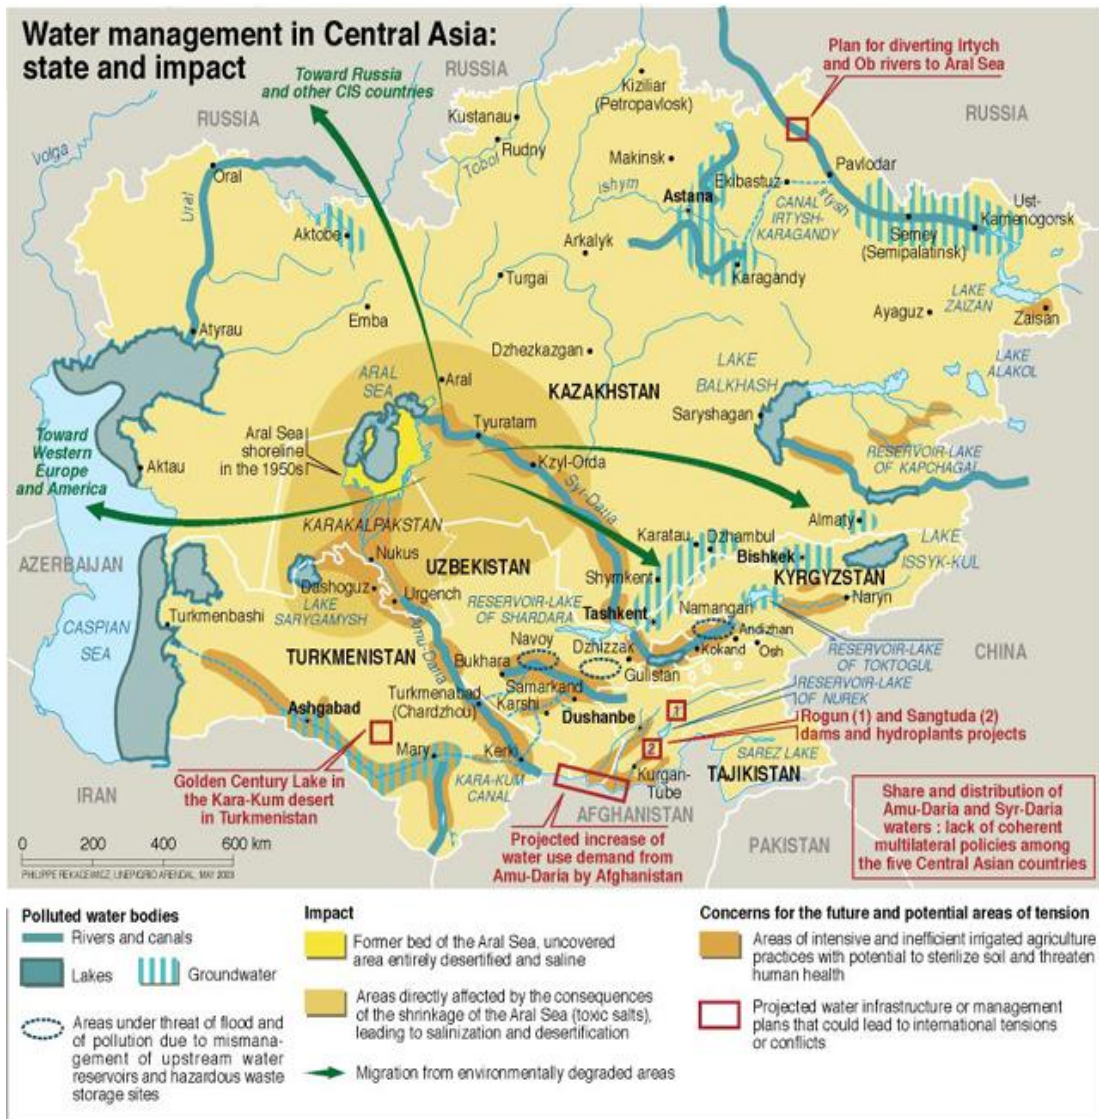 Water management in Central Asia:
state and impact
Toward Russia
and other CIS countries
RUSSIA
RUSSIA
RUSSIA
Plan for diverting Irtych
and Ob rivers to Aral Sea
Kiziliar
(Petropavlosk)
Kustanau
Rudny
Tobol
Volga
Oral
Ural
Makinsk
Ishym
Ekibastuz
Pavlodar
Astana
CANAL
IRTYSH-
KARAGANDY
Irtysh
Ust-
Kamenogorsk
Semey
(Semipalatinsk)
Aktobe
Arkalyk
Karagandy
Turgai
LAKE
ZAIZAN
Ayaguz
Zaisan
Emba
Atyrau
Dzhezkazgan
LAKE
BALKHASH
LAKE
ALAKOL
ARAL
SEA
Aral
KAZAKHSTAN
Saryshagan
Tyuratam
Aral Sea
shoreline
in the 1950s
Toward
Western
Europe
and America
Aktau
Kzyl-Orda
RESERVOIR-LAKE
OF KAPCHAGAI
Syr-Daria
KARAKALPAKSTAN
Almaty
LAKE
ISSYK-KUL
Karatau
Dzhambul
Bishkek
AZERBAIJAN
Nukus
UZBEKISTAN
Shymkent
KYRGYZSTAN
Dashoguz
Urgench
LAKE
SARYGAMYSH
RESERVOIR-LAKE
OF SHARDARA
Tashkent
Namangan
Naryn
Turkmenbashi
Amu-Daria
Navoy
Dzhizzak
Andizhan
Kokand
Osh
CASPIAN
SEA
TURKMENISTAN
Bukhara
Gulistan
RESERVOIR-LAKE
OF TOKTOGUL
CHINA
Samarkand
Karshi
RESERVOIR-LAKE
OF NUREK
Turkmenabad
(Chardzhou)
Ashgabad
Dushanbe
1
Rogun (1) and Sangtuda (2)
dams and hydroplants projects
2
Mary
Kerki
SAREZ LAKE
Golden Century Lake in
the Kara-Kum desert
in Turkmenistan
KARA-KUM
CANAL
Kurgan-
Tube
TAJIKISTAN
IRAN
AFGHANISTAN
PAKISTAN
Projected increase of
water use demand from
Amu-Daria by Afghanistan
Share and distribution of
Amu-Daria and Syr-Daria
waters : lack of coherent
multilateral policies among
the five Central Asian countries
0 200 400 600 km
PHILIPPE REKACEWICZ, UNEP/GRID ARENDAL, MAY 2003
Polluted water bodies
Rivers and canals
Lakes
Groundwater
Areas under threat of flood and
of pollution due to mismana-
gement of upstream water
reservoirs and hazardous waste
storage sites
Impact
Former bed of the Aral Sea, uncovered
area entirely desertified and saline
Areas directly affected by the consequences
of the shrinkage of the Aral Sea (toxic salts),
leading to salinization and desertification
Migration from environmentally degraded areas
Concerns for the future and potential areas of tension
Areas of intensive and inefficient irrigated agriculture
practices with potential to sterilize soil and threaten
human health
Projected water infrastructure or management
plans that could lead to international tensions
or conflicts